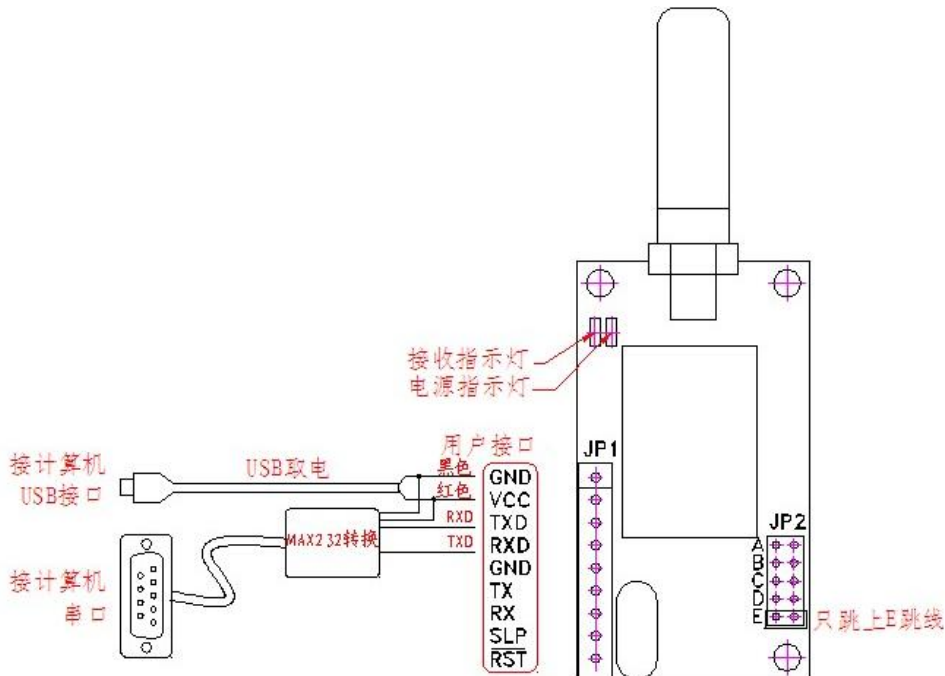 接收指示灯
电源指示灯
用户接口
JP1
接计算机
USB接口
USB取电
黑色
GND
红色
VCC
RXD
TXD
JP2
MAX232转换
TXD
RXD
A
B
GND
C
接计算机
串口
TX
D
RX
E
只跳上E跳线
SLP
RST